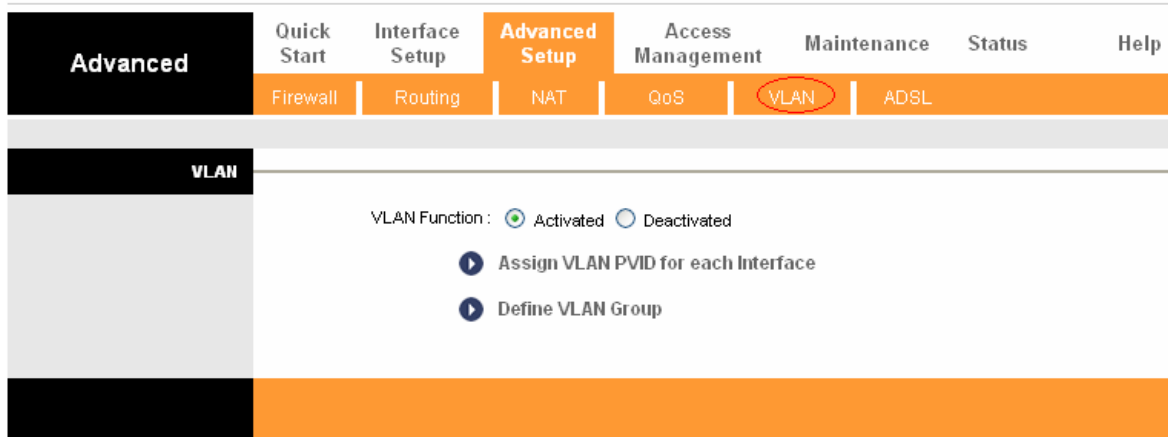 Advanced
Quick Start
Interface Setup
Advanced Setup
Access Management
Maintenance
Status
Help
Firewall
Routing
NAT
QoS
VLAN
ADSL
VLAN
VLAN Function : Activated Deactivated
Assign VLAN PVID for each Interface
Define VLAN Group